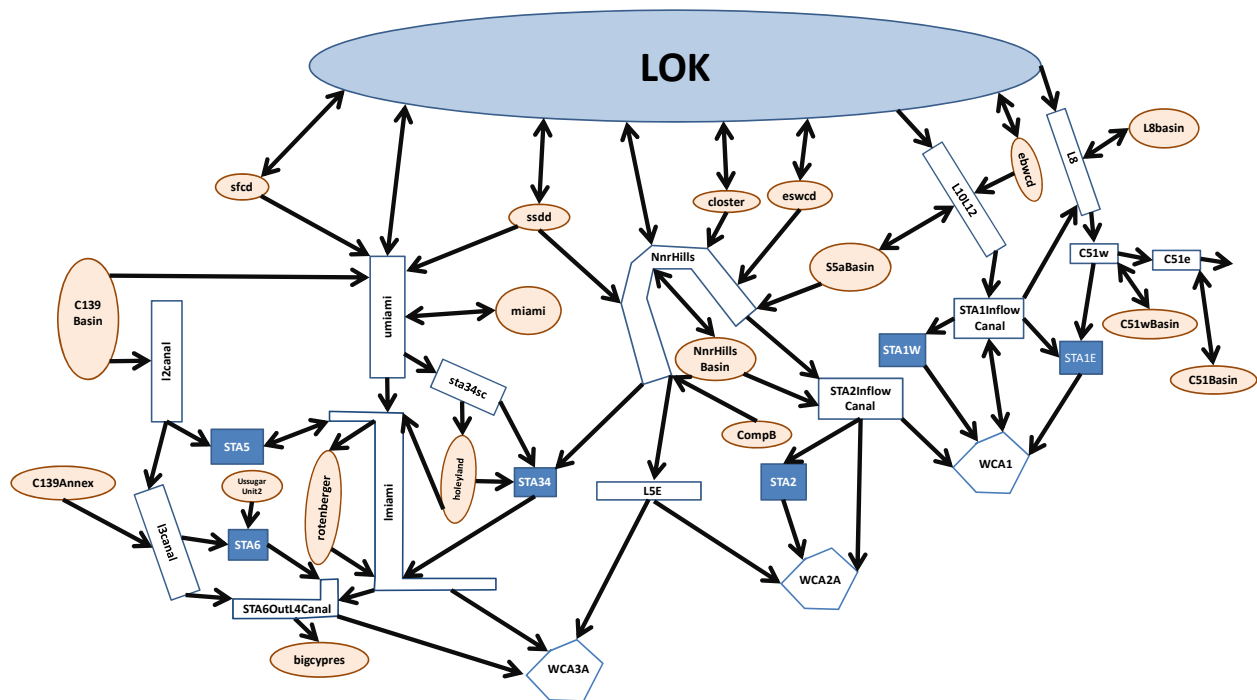 LOK
L8basin
L8
ebwcd
sfcd
closter
eswcd
L10L12
ssdd
NnrHills
S5aBasin
C51w
C51e
C139
Basin
umiami
miami
STA1Inflow
Canal
C51wBasin
l2canal
NnrHills
Basin
STA1W
STA1E
C51Basin
sta34sc
STA2Inflow
Canal
CompB
STA5
WCA1
C139Annex
Ussugar
Unit2
rotenberger
lmiami
holeyland
STA34
L5E
STA2
l3canal
STA6
WCA2A
STA6OutL4Canal
bigcypres
WCA3A